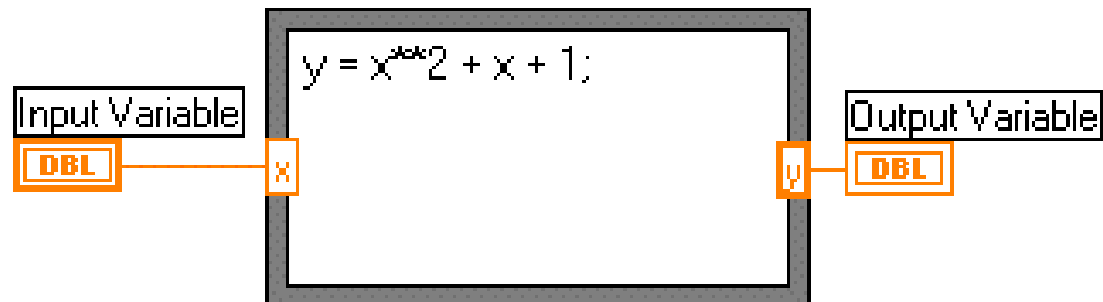 y = x**2 + x + 1;
Input Variable
DBL
x
Output Variable
y
DBL